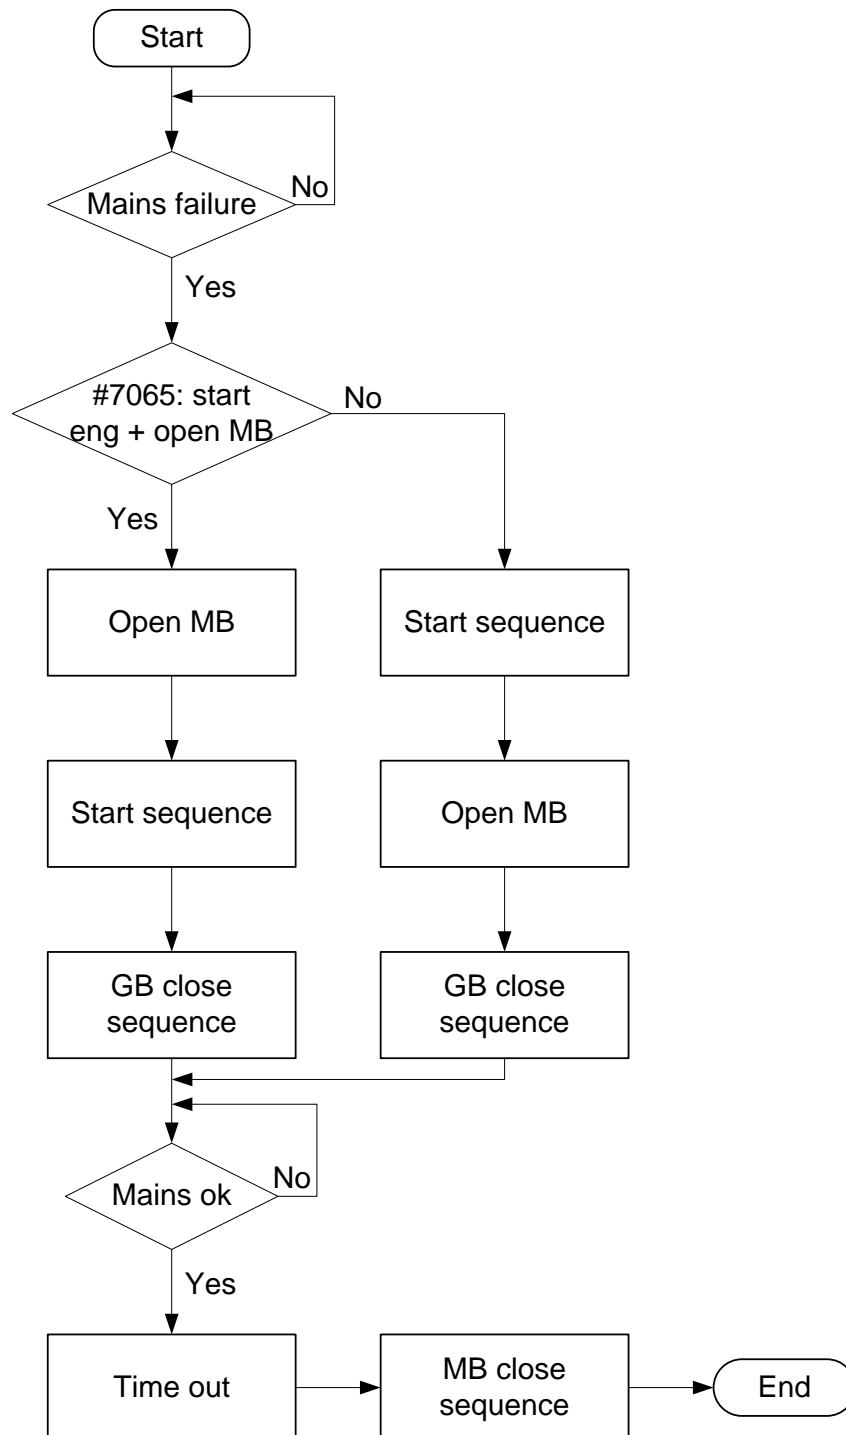 Start
Mains failure
No
Yes
#7065: start
eng + open MB
No
Yes
Open MB
Start sequence
Start sequence
Open MB
GB close
sequence
GB close
sequence
Mains ok
No
Yes
Time out
MB close
sequence
End